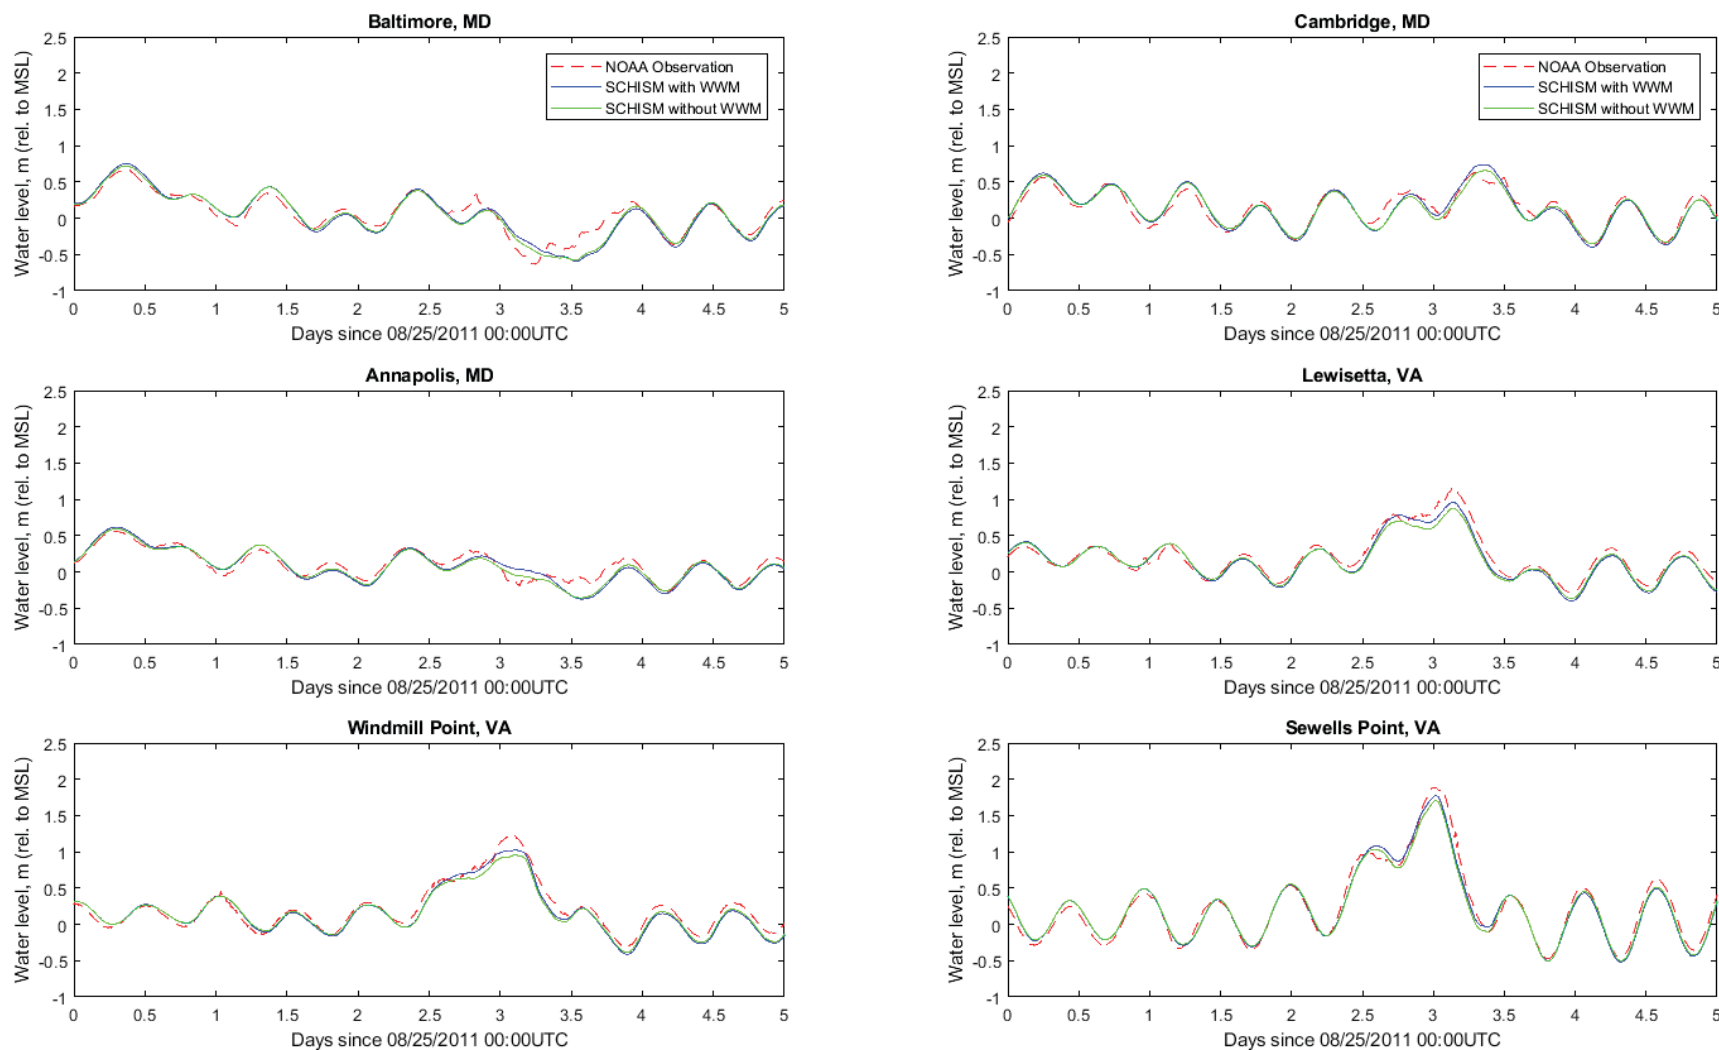 Baltimore, MD
Water level, m (rel. to MSL)
2.5
2
1.5
1
0.5
0
-0.5
-1
NOAA Observation
SCHISM with WWM
SCHISM without WWM
0 0.5 1 1.5 2 2.5 3 3.5 4 4.5 5
Days since 08/25/2011 00:00UTC
Cambridge, MD
Water level, m (rel. to MSL)
2.5
2
1.5
1
0.5
0
-0.5
-1
NOAA Observation
SCHISM with WWM
SCHISM without WWM
0 0.5 1 1.5 2 2.5 3 3.5 4 4.5 5
Days since 08/25/2011 00:00UTC
Annapolis, MD
Water level, m (rel. to MSL)
2.5
2
1.5
1
0.5
0
-0.5
-1
0 0.5 1 1.5 2 2.5 3 3.5 4 4.5 5
Days since 08/25/2011 00:00UTC
Lewisetta, VA
Water level, m (rel. to MSL)
2.5
2
1.5
1
0.5
0
-0.5
-1
0 0.5 1 1.5 2 2.5 3 3.5 4 4.5 5
Days since 08/25/2011 00:00UTC
Windmill Point, VA
Water level, m (rel. to MSL)
2.5
2
1.5
1
0.5
0
-0.5
-1
0 0.5 1 1.5 2 2.5 3 3.5 4 4.5 5
Days since 08/25/2011 00:00UTC
Sewells Point, VA
Water level, m (rel. to MSL)
2.5
2
1.5
1
0.5
0
-0.5
-1
0 0.5 1 1.5 2 2.5 3 3.5 4 4.5 5
Days since 08/25/2011 00:00UTC